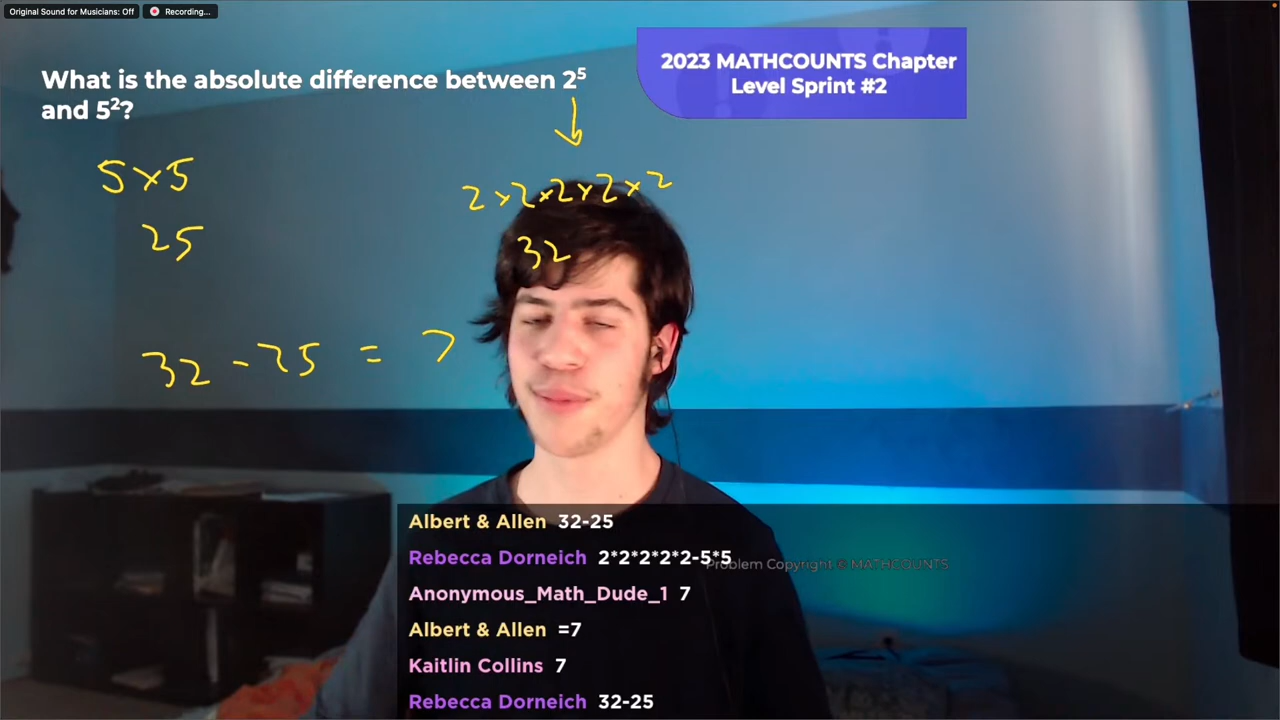 Original Sound for Musicians: Off
Recording...
What is the absolute difference between 2⁵
and 5²?
2023 MATHCOUNTS Chapter
Level Sprint #2
5×5
25
2×2×2×2×2
32
32 - 25 = 7
Albert & Allen 32-25
Rebecca Dorneich 2*2*2*2*2-5*5
Problem Copyright © MATHCOUNTS
Anonymous_Math_Dude_1 7
Albert & Allen =7
Kaitlin Collins 7
Rebecca Dorneich 32-25